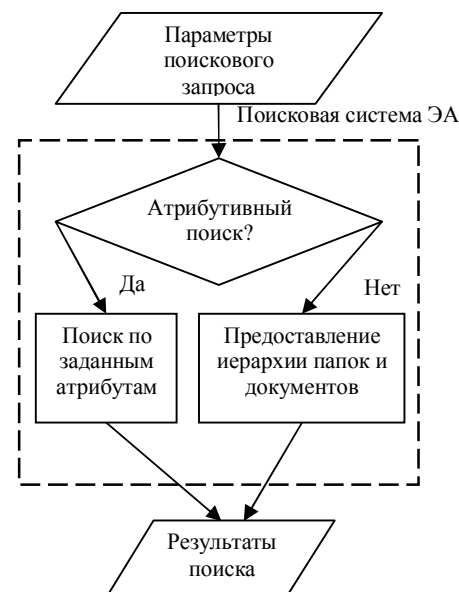 Параметры
поискового
запроса
Поисковая система ЭА
Атрибутивный
поиск?
Да
Нет
Поиск по
заданным
атрибутам
Предоставление
иерархии папок и
документов
Результаты
поиска